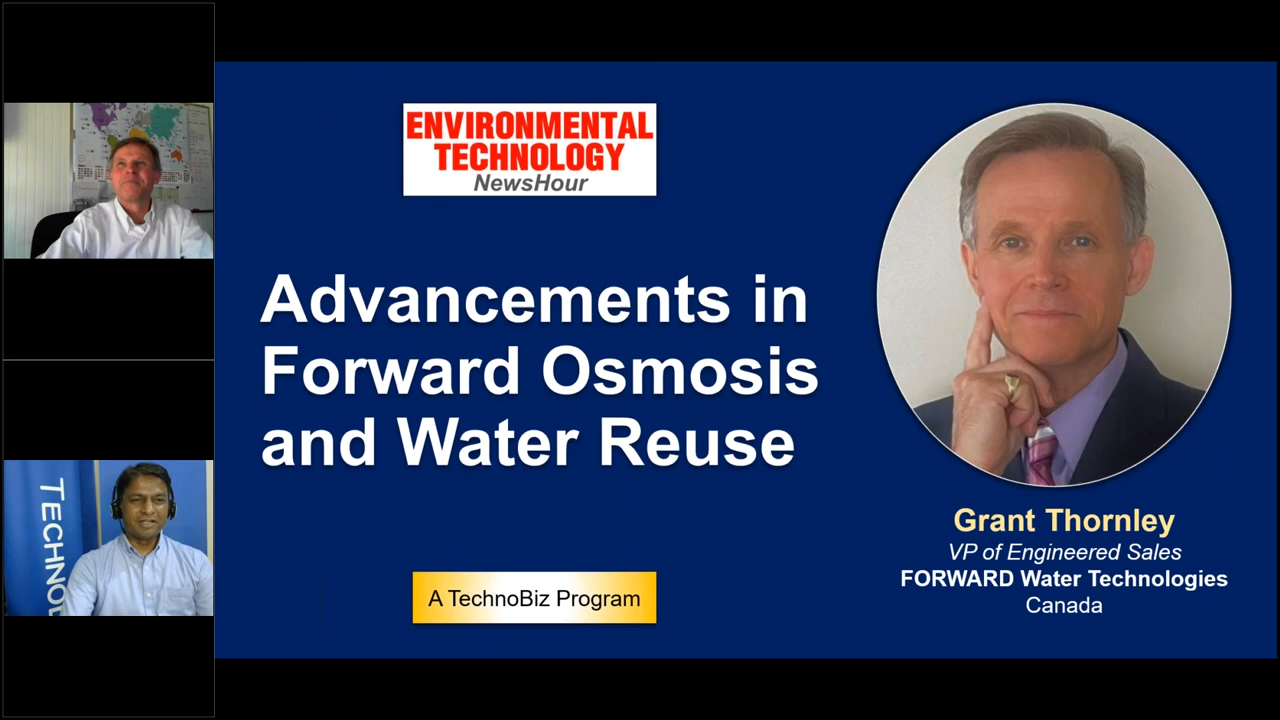 ENVIRONMENTAL
TECHNOLOGY
NewsHour
Advancements in
Forward Osmosis
and Water Reuse
A TechnoBiz Program
Grant Thornley
VP of Engineered Sales
FORWARD Water Technologies
Canada
TECHNO